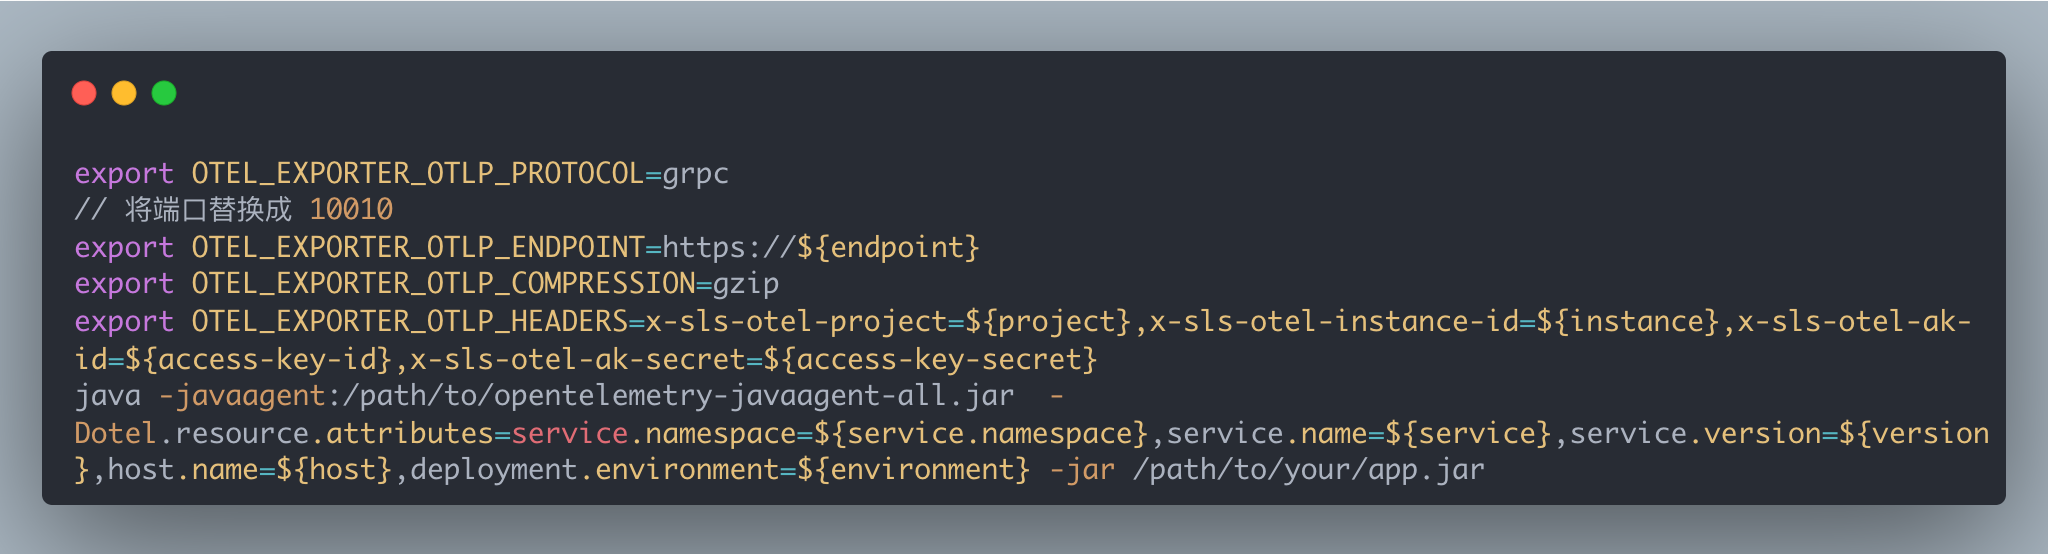 export OTEL_EXPORTER_OTLP_PROTOCOL=grpc
// 将端口替换成 10010
export OTEL_EXPORTER_OTLP_ENDPOINT=https://${endpoint}
export OTEL_EXPORTER_OTLP_COMPRESSION=gzip
export OTEL_EXPORTER_OTLP_HEADERS=x-sls-otel-project=${project},x-sls-otel-instance-id=${instance},x-sls-otel-ak-
id=${access-key-id},x-sls-otel-ak-secret=${access-key-secret}
java -javaagent:/path/to/opentelemetry-javaagent-all.jar  -
Dotel.resource.attributes=service.namespace=${service.namespace},service.name=${service},service.version=${version
},host.name=${host},deployment.environment=${environment} -jar /path/to/your/app.jar